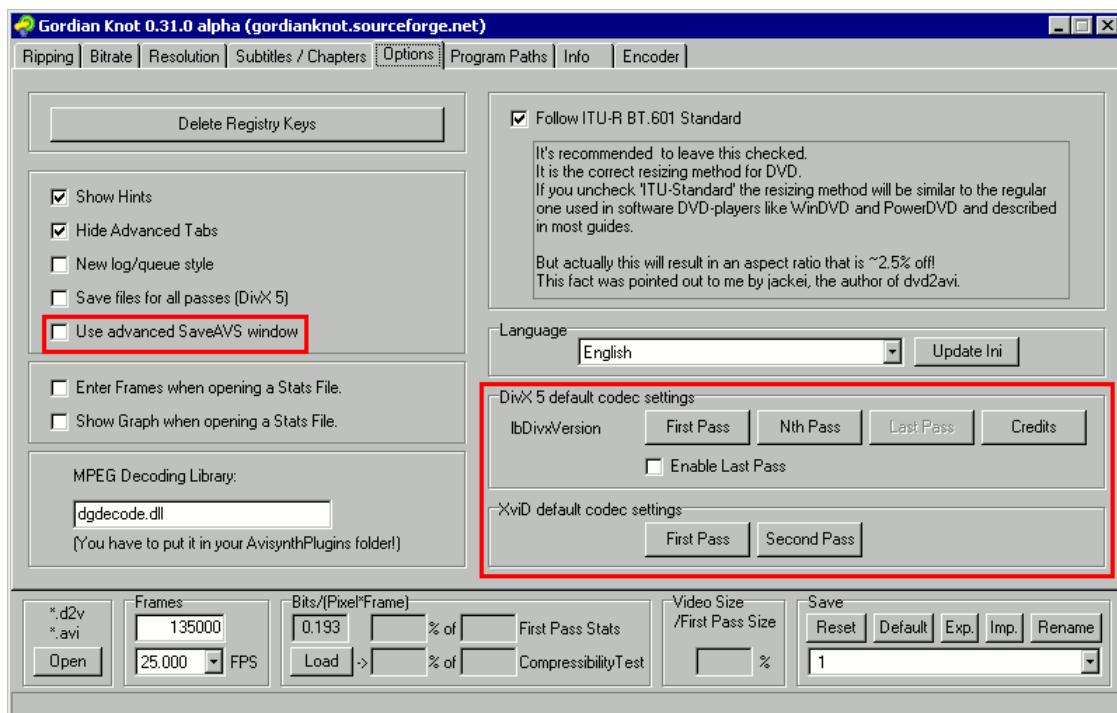 Gordian Knot 0.31.0 alpha (gordianknot.sourceforge.net)
Ripping Bitrate Resolution Subtitles / Chapters Options Program Paths Info Encoder
Delete Registry Keys
Show Hints
Hide Advanced Tabs
New log/queue style
Save files for all passes (DivX 5)
Use advanced SaveAVS window
Enter Frames when opening a Stats File.
Show Graph when opening a Stats File.
MPEG Decoding Library:
dgdecode.dll
(You have to put it in your AvisynthPlugins folder!)
Follow ITU-R BT.601 Standard
It's recommended to leave this checked.
It is the correct resizing method for DVD.
If you uncheck 'ITU-Standard' the resizing method will be similar to the regular
one used in software DVD-players like WinDVD and PowerDVD and described
in most guides.
But actually this will result in an aspect ratio that is ~2.5% off!
This fact was pointed out to me by jackei, the author of dvd2avi.
Language
English Update Ini
DivX 5 default codec settings
lbDivxVersion First Pass Nth Pass Last Pass Credits
Enable Last Pass
XviD default codec settings
First Pass Second Pass
*.d2v
*.avi
Open
Frames
135000
25.000 FPS
Bits/(Pixel*Frame)
0.193 % of First Pass Stats
Load -> % of CompressibilityTest
Video Size
/First Pass Size
%
Save
Reset Default Exp. Imp. Rename
1